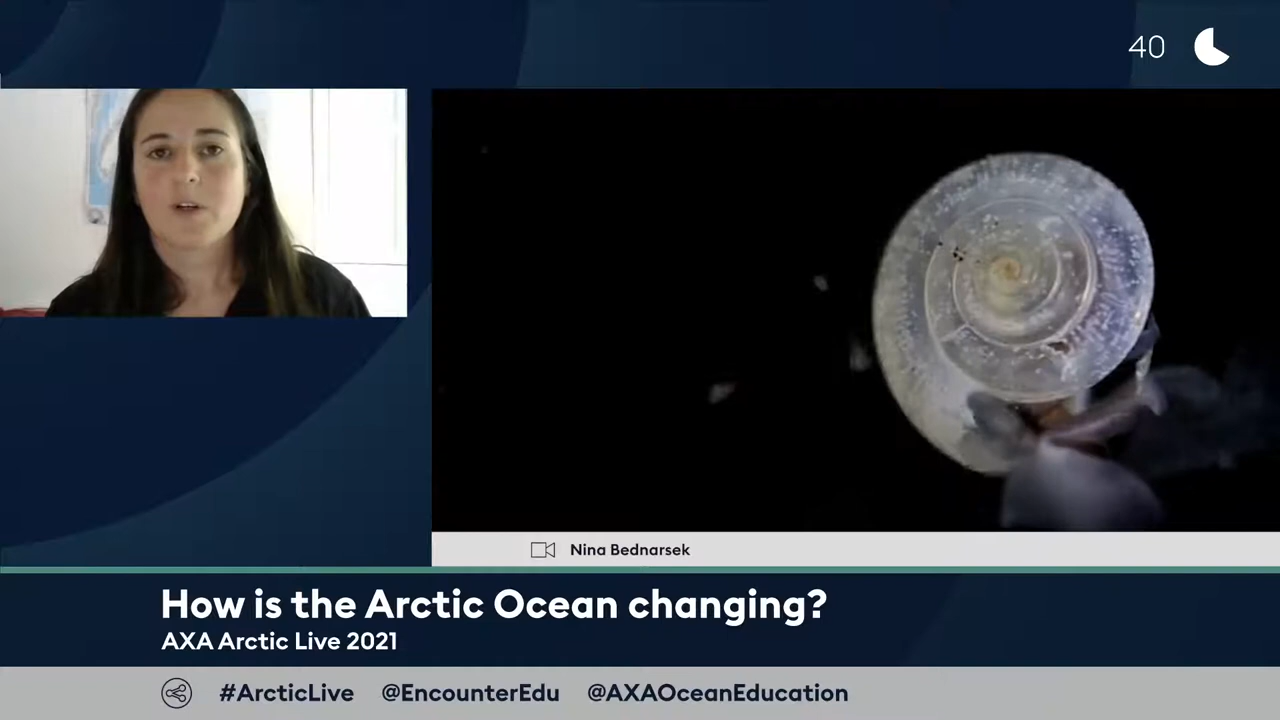 40
Nina Bednarsek
How is the Arctic Ocean changing?
AXA Arctic Live 2021
#ArcticLive @EncounterEdu @AXAOceanEducation